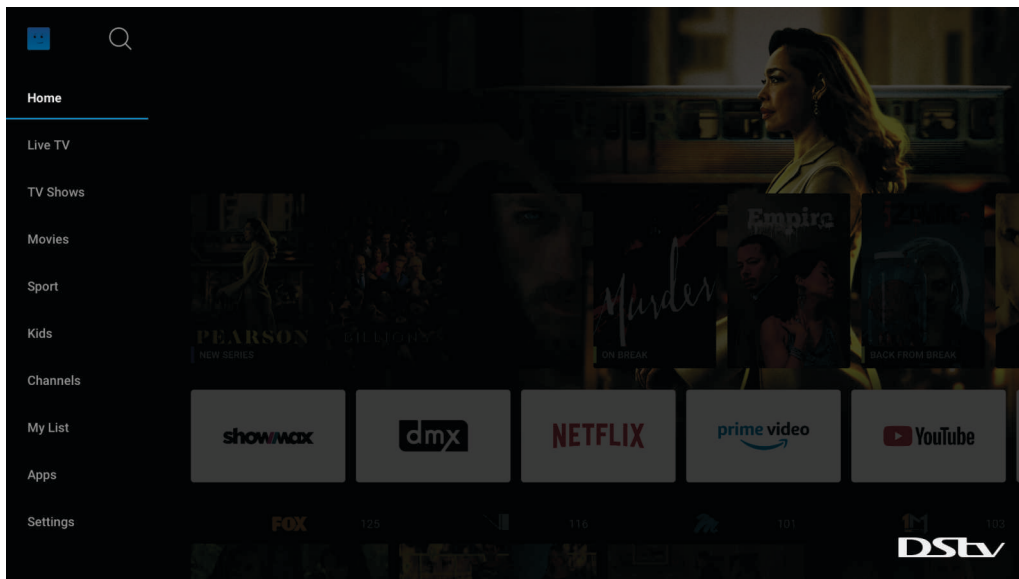 Home
Live TV
TV Shows
Movies
Sport
Kids
Channels
My List
Apps
Settings
Empire
PEARSON
NEW SERIES
BILLIONS
Murder
ON BREAK
BACK FROM BREAK
showmax
dmx
NETFLIX
prime video
YouTube
FOX
125
116
101
M
103
DStv